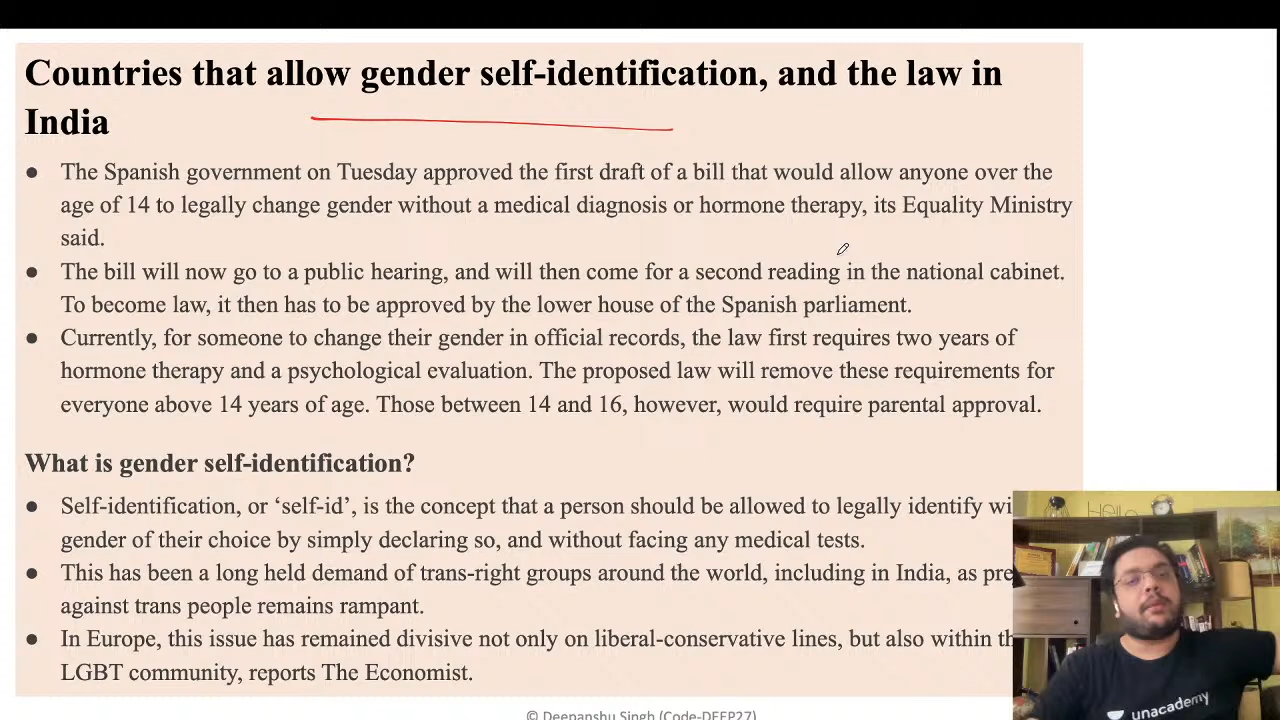 Countries that allow gender self-identification, and the law in
India
● The Spanish government on Tuesday approved the first draft of a bill that would allow anyone over the
age of 14 to legally change gender without a medical diagnosis or hormone therapy, its Equality Ministry
said.
● The bill will now go to a public hearing, and will then come for a second reading in the national cabinet.
To become law, it then has to be approved by the lower house of the Spanish parliament.
● Currently, for someone to change their gender in official records, the law first requires two years of
hormone therapy and a psychological evaluation. The proposed law will remove these requirements for
everyone above 14 years of age. Those between 14 and 16, however, would require parental approval.
What is gender self-identification?
● Self-identification, or ‘self-id’, is the concept that a person should be allowed to legally identify wi
gender of their choice by simply declaring so, and without facing any medical tests.
● This has been a long held demand of trans-right groups around the world, including in India, as pre
against trans people remains rampant.
● In Europe, this issue has remained divisive not only on liberal-conservative lines, but also within th
LGBT community, reports The Economist.
Hello
unacademy
© Deepanshu Singh (Code-DEEP27)